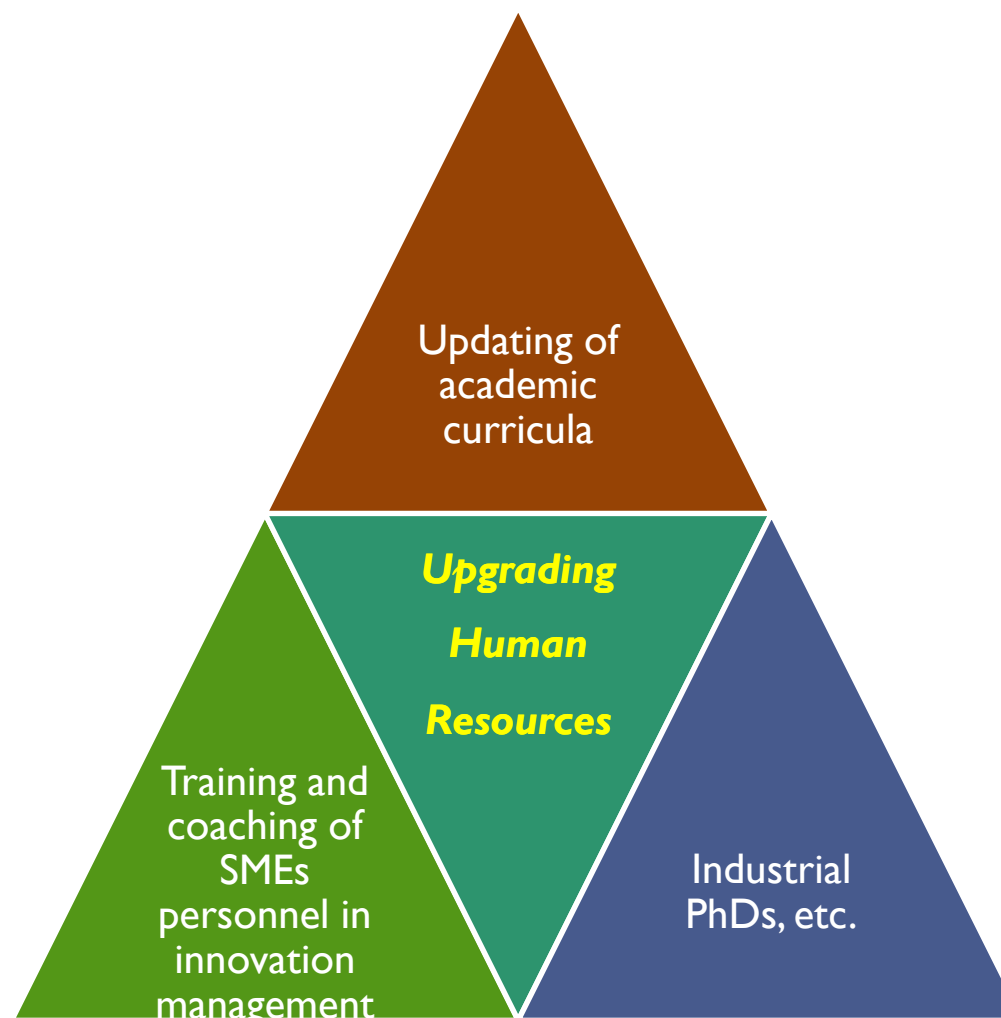 Updating of
academic
curricula
Upgrading
Human
Resources
Training and
coaching of
SMEs
personnel in
innovation
management
Industrial
PhDs, etc.